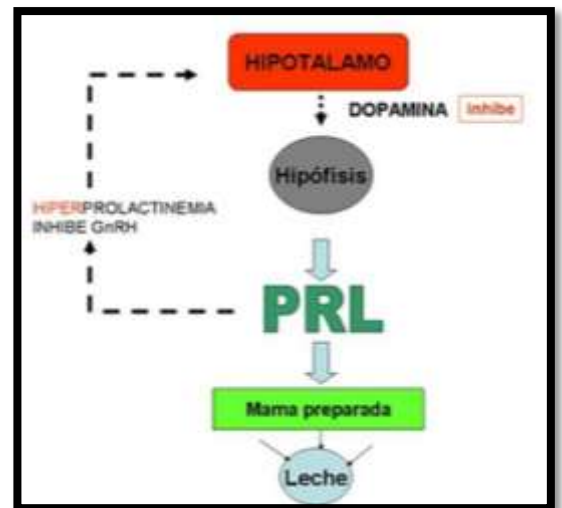 HIPOTALAMO
DOPAMINA inhibe
Hipófisis
HIPERPROLACTINEMIA
INHIBE GnRH
PRL
Mama preparada
Leche